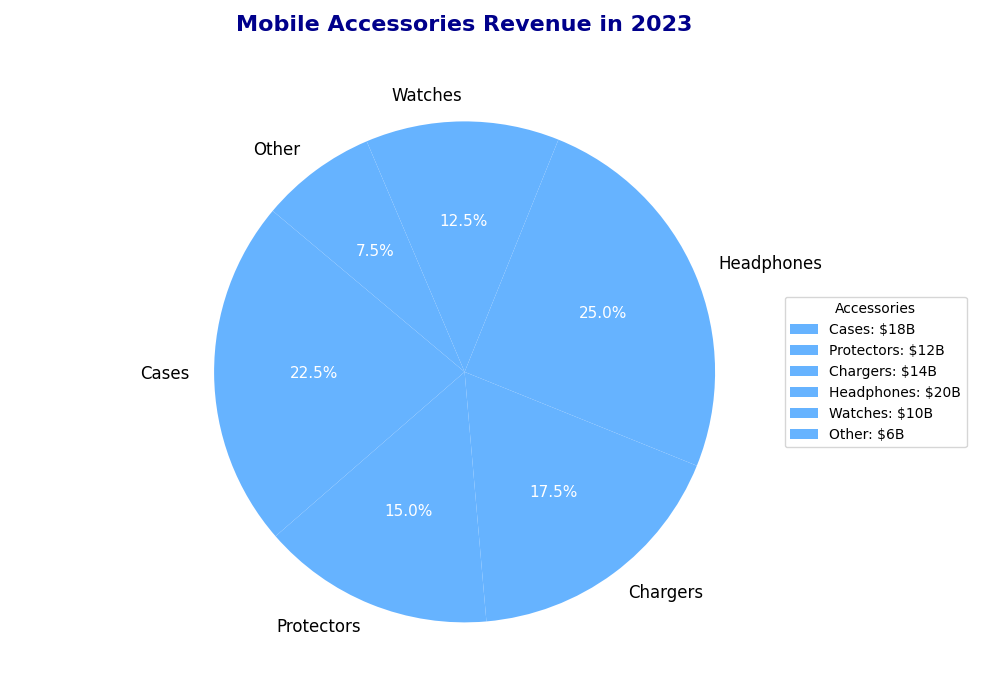 Mobile Accessories Revenue in 2023
Watches
Other
12.5%
7.5%
Headphones
25.0%
Cases
22.5%
17.5%
15.0%
Chargers
Protectors
Accessories
Cases: $18B
Protectors: $12B
Chargers: $14B
Headphones: $20B
Watches: $10B
Other: $6B